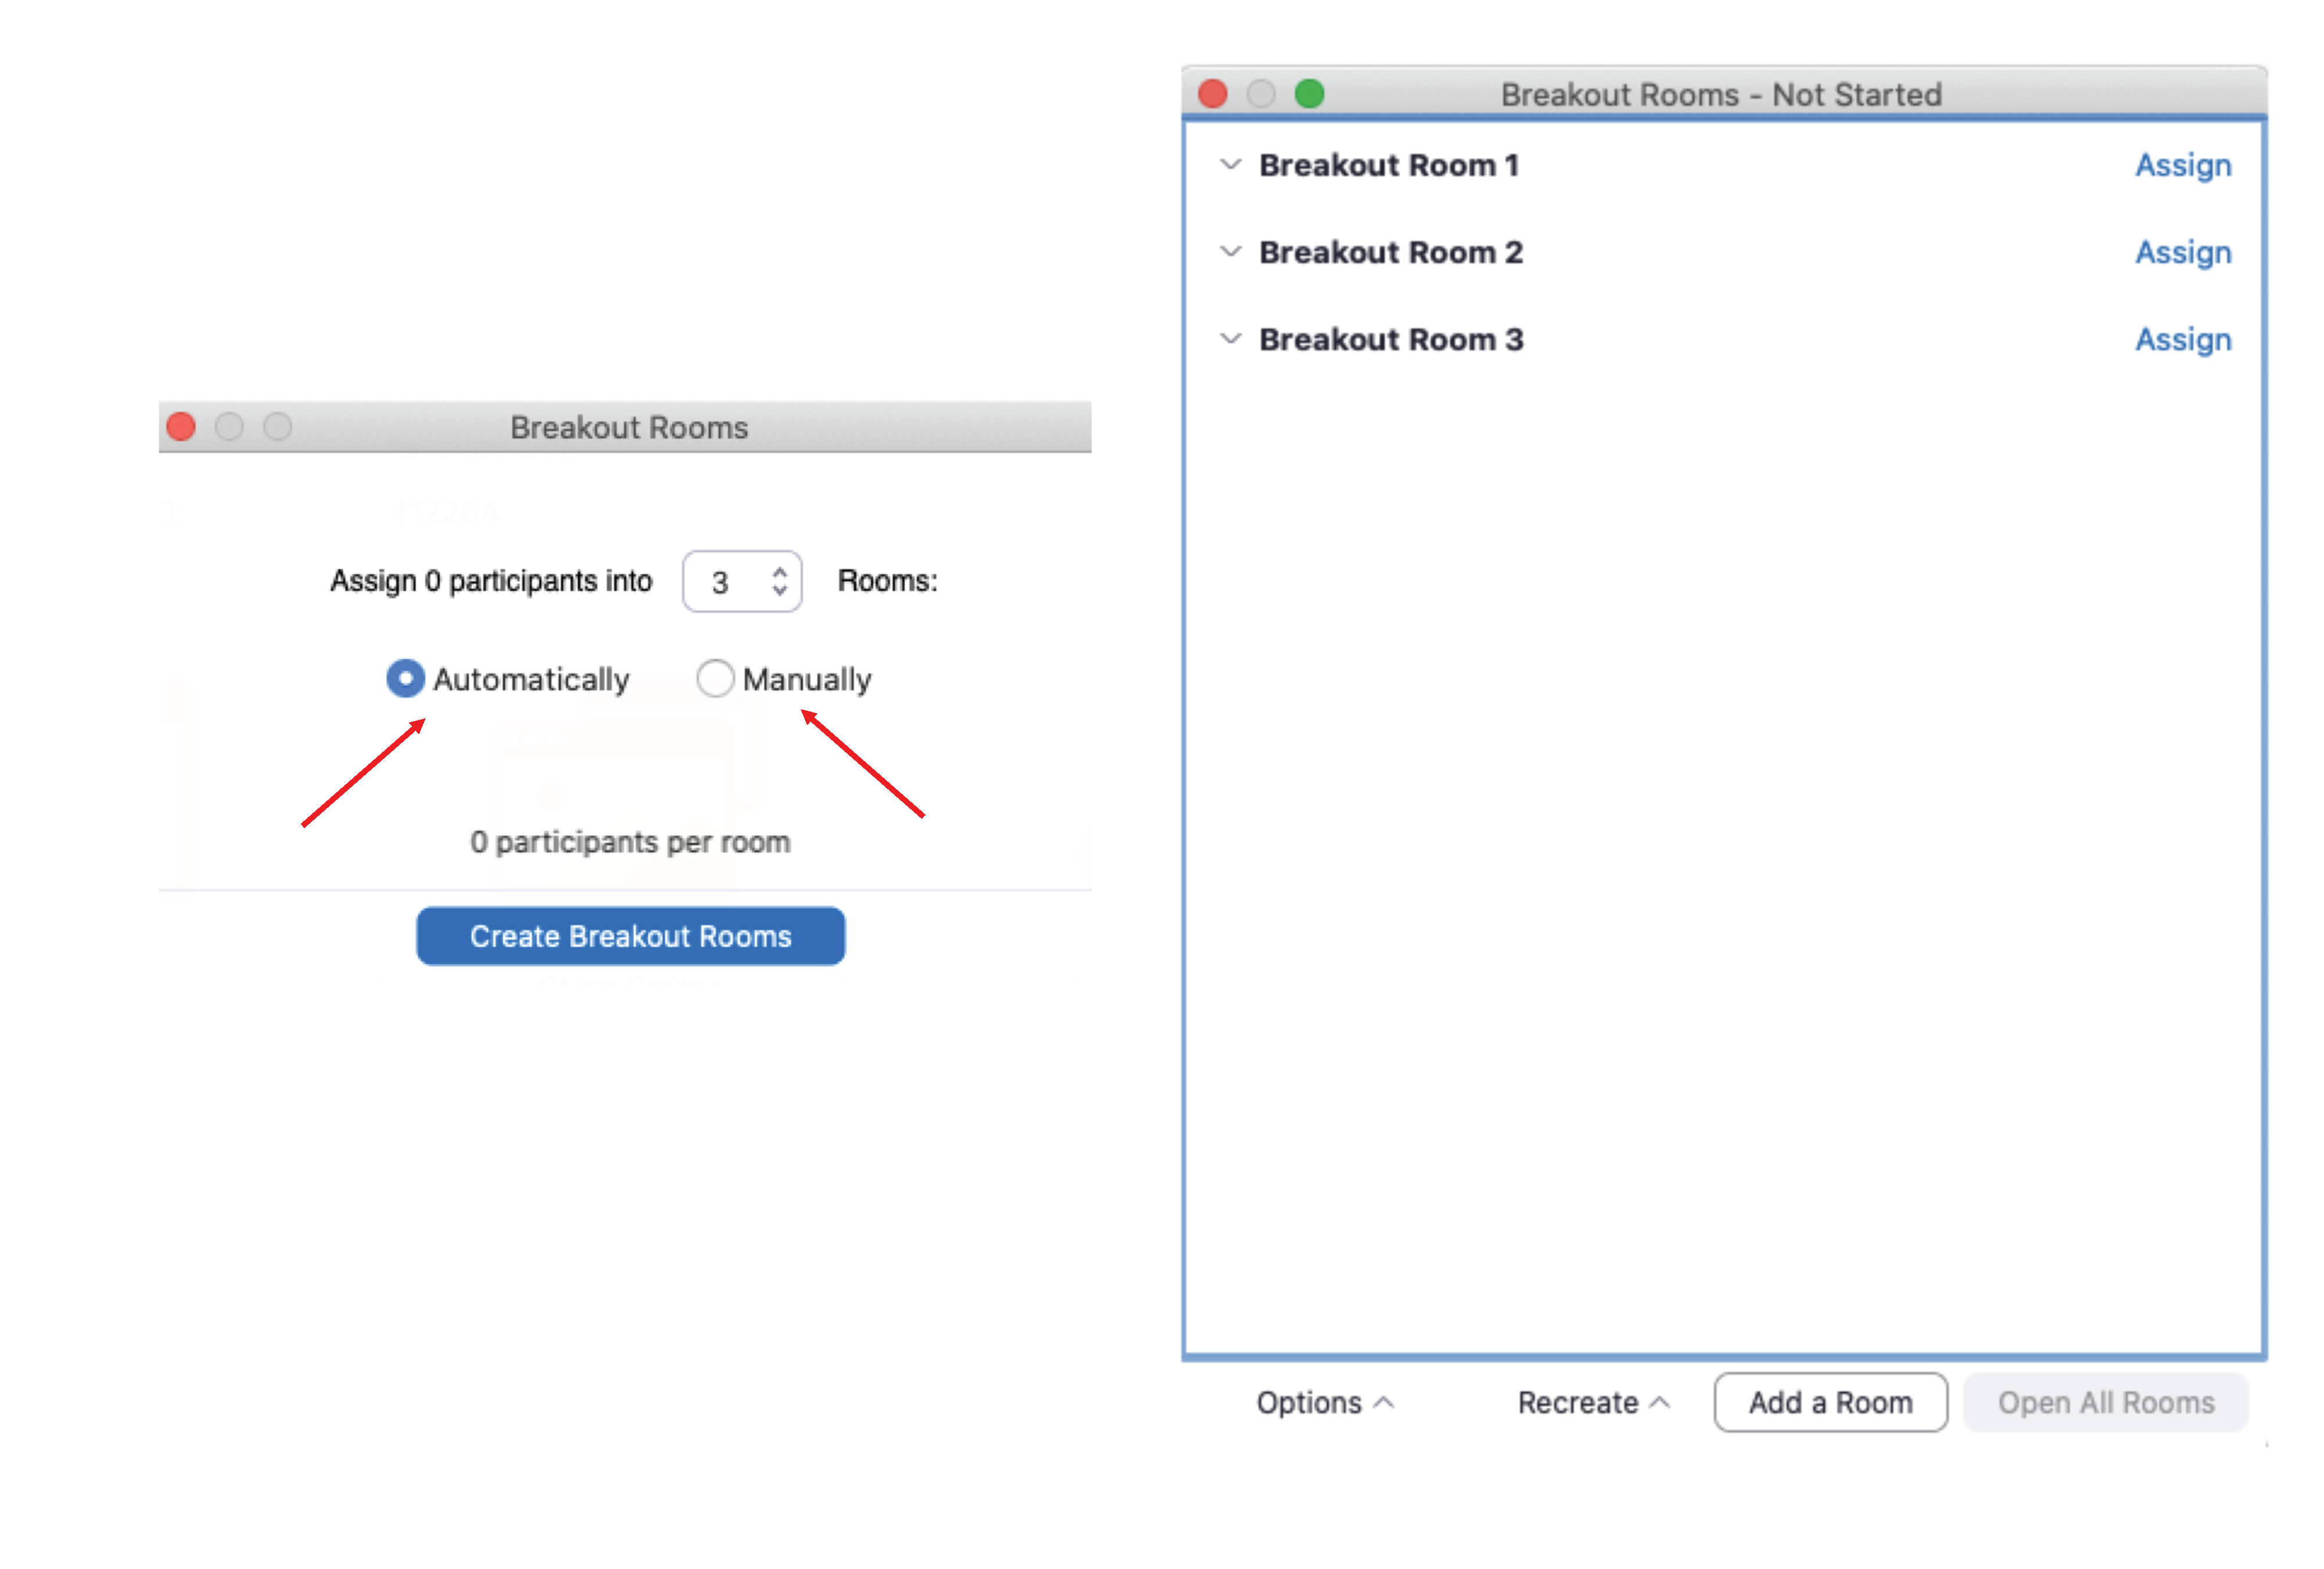 Breakout Rooms
412254
Assign 0 participants into 3 Rooms:
Automatically Manually
0 participants per room
Create Breakout Rooms
Breakout Rooms - Not Started
Breakout Room 1 Assign
Breakout Room 2 Assign
Breakout Room 3 Assign
Options Recreate Add a Room Open All Rooms